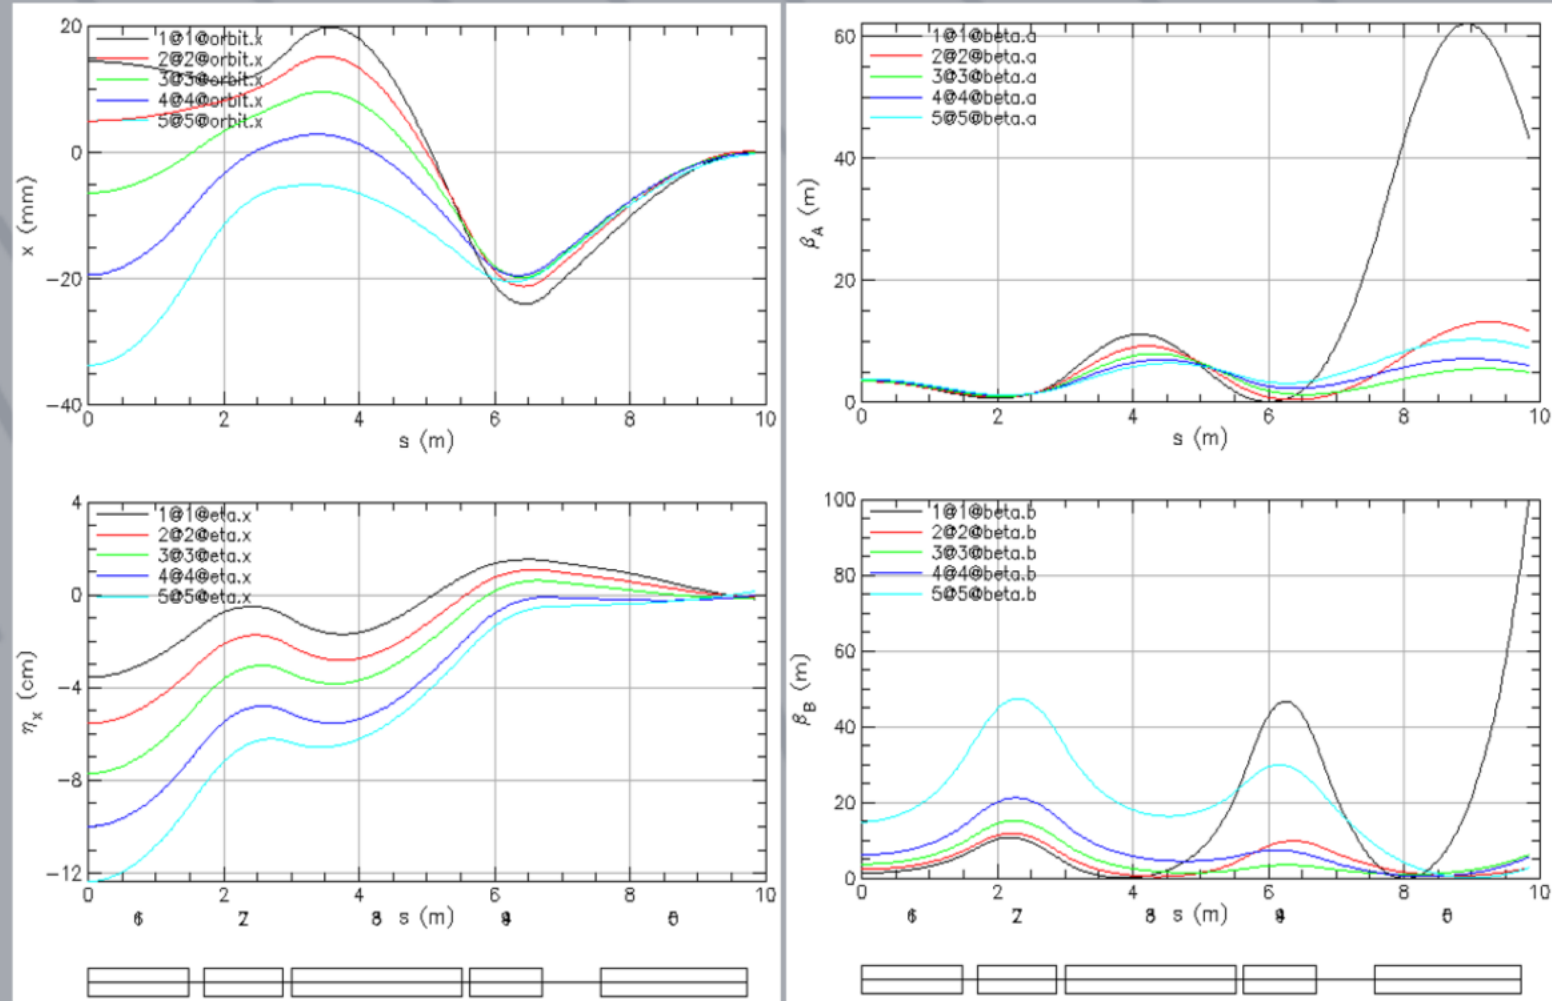 20
0
−20
−40
x (mm)
1@1@orbit.x
2@2@orbit.x
3@3@orbit.x
4@4@orbit.x
5@5@orbit.x
0 2 4 6 8 10
s (m)
60
40
20
0
β_A (m)
1@1@beta.a
2@2@beta.a
3@3@beta.a
4@4@beta.a
5@5@beta.a
0 2 4 6 8 10
s (m)
4
0
−4
−8
−12
η_x (cm)
1@1@eta.x
2@2@eta.x
3@3@eta.x
4@4@eta.x
5@5@eta.x
0 2 4 6 8 10
s (m)
100
80
60
40
20
0
β_B (m)
1@1@beta.b
2@2@beta.b
3@3@beta.b
4@4@beta.b
5@5@beta.b
0 2 4 6 8 10
s (m)